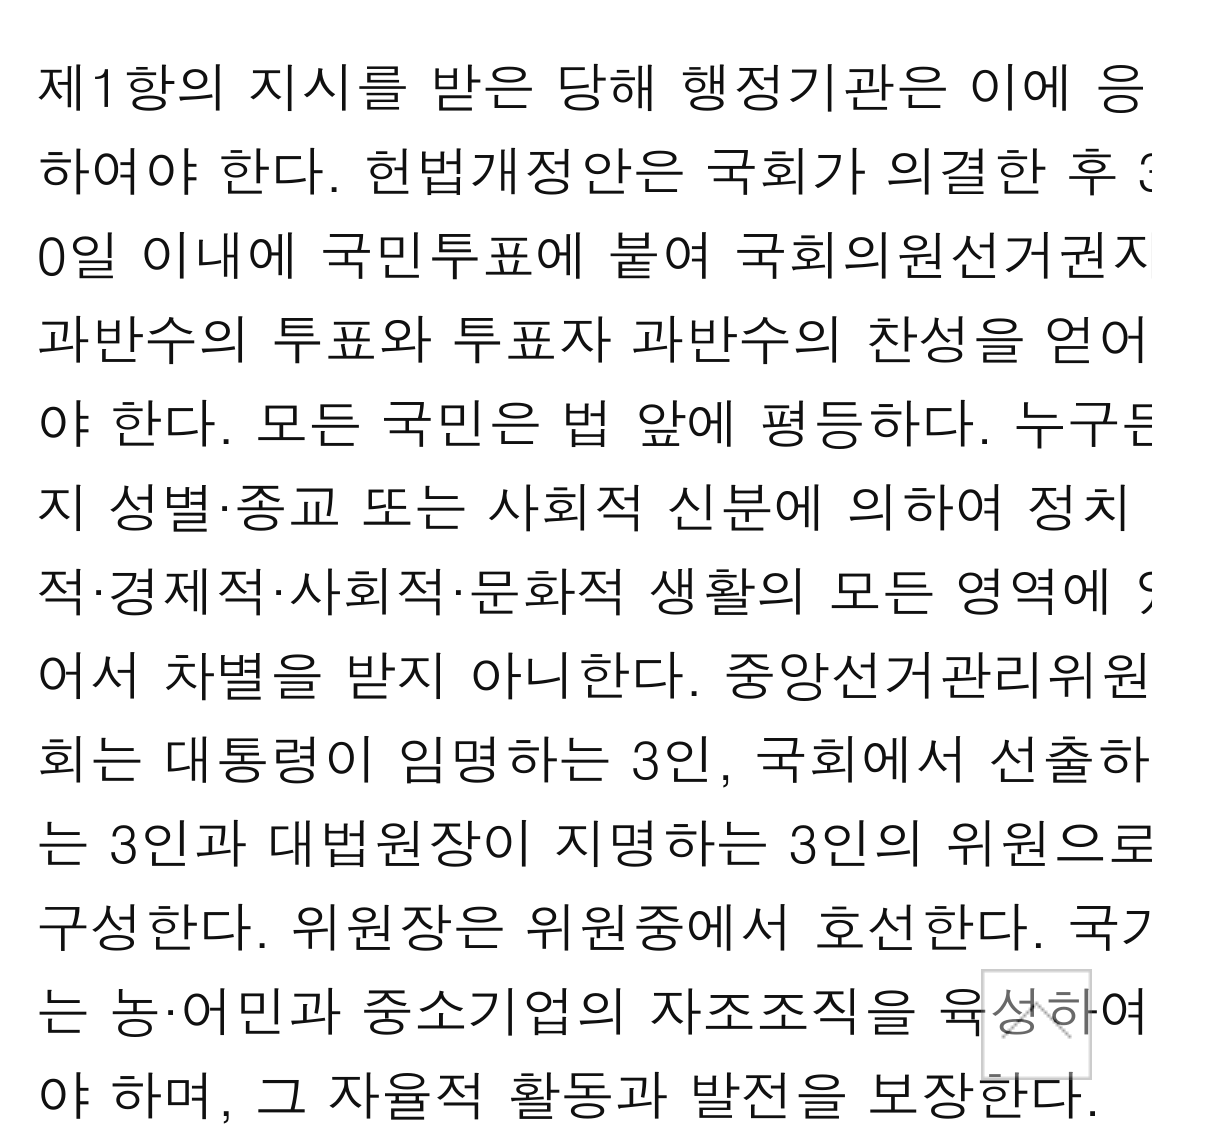 제1항의 지시를 받은 당해 행정기관은 이에 응
하여야 한다. 헌법개정안은 국회가 의결한 후 3
0일 이내에 국민투표에 붙여 국회의원선거권자
과반수의 투표와 투표자 과반수의 찬성을 얻어
야 한다. 모든 국민은 법 앞에 평등하다. 누구든
지 성별·종교 또는 사회적 신분에 의하여 정치
적·경제적·사회적·문화적 생활의 모든 영역에 있
어서 차별을 받지 아니한다. 중앙선거관리위원
회는 대통령이 임명하는 3인, 국회에서 선출하
는 3인과 대법원장이 지명하는 3인의 위원으로
구성한다. 위원장은 위원중에서 호선한다. 국가
는 농·어민과 중소기업의 자조조직을 육성하여
야 하며, 그 자율적 활동과 발전을 보장한다.